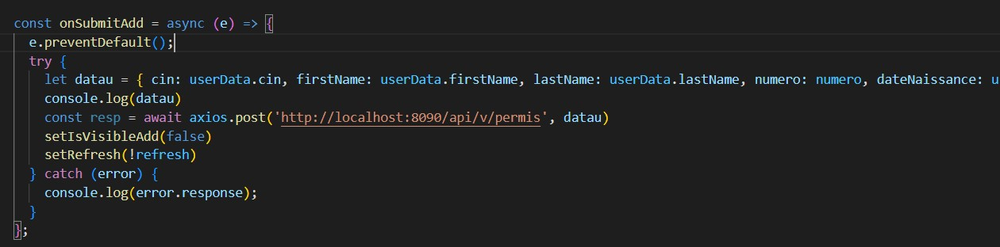 const onSubmitAdd = async (e) => {
e.preventDefault();
try {
let datau = { cin: userData.cin, firstName: userData.firstName, lastName: userData.lastName, numero: numero, dateNaissance: u
console.log(datau)
const resp = await axios.post('http://localhost:8090/api/v/permis', datau)
setIsVisibleAdd(false)
setRefresh(!refresh)
} catch (error) {
console.log(error.response);
}
};